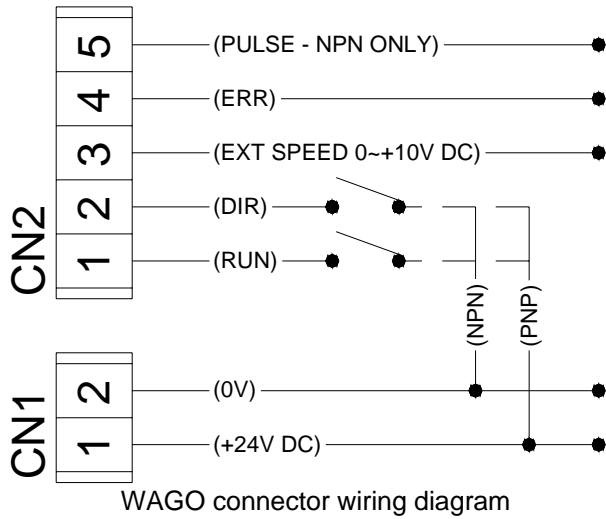 CN2
5
(PULSE - NPN ONLY)
4
(ERR)
3
(EXT SPEED 0~+10V DC)
2
(DIR)
1
(RUN)
(NPN)
(PNP)
CN1
2
(0V)
1
(+24V DC)
WAGO connector wiring diagram